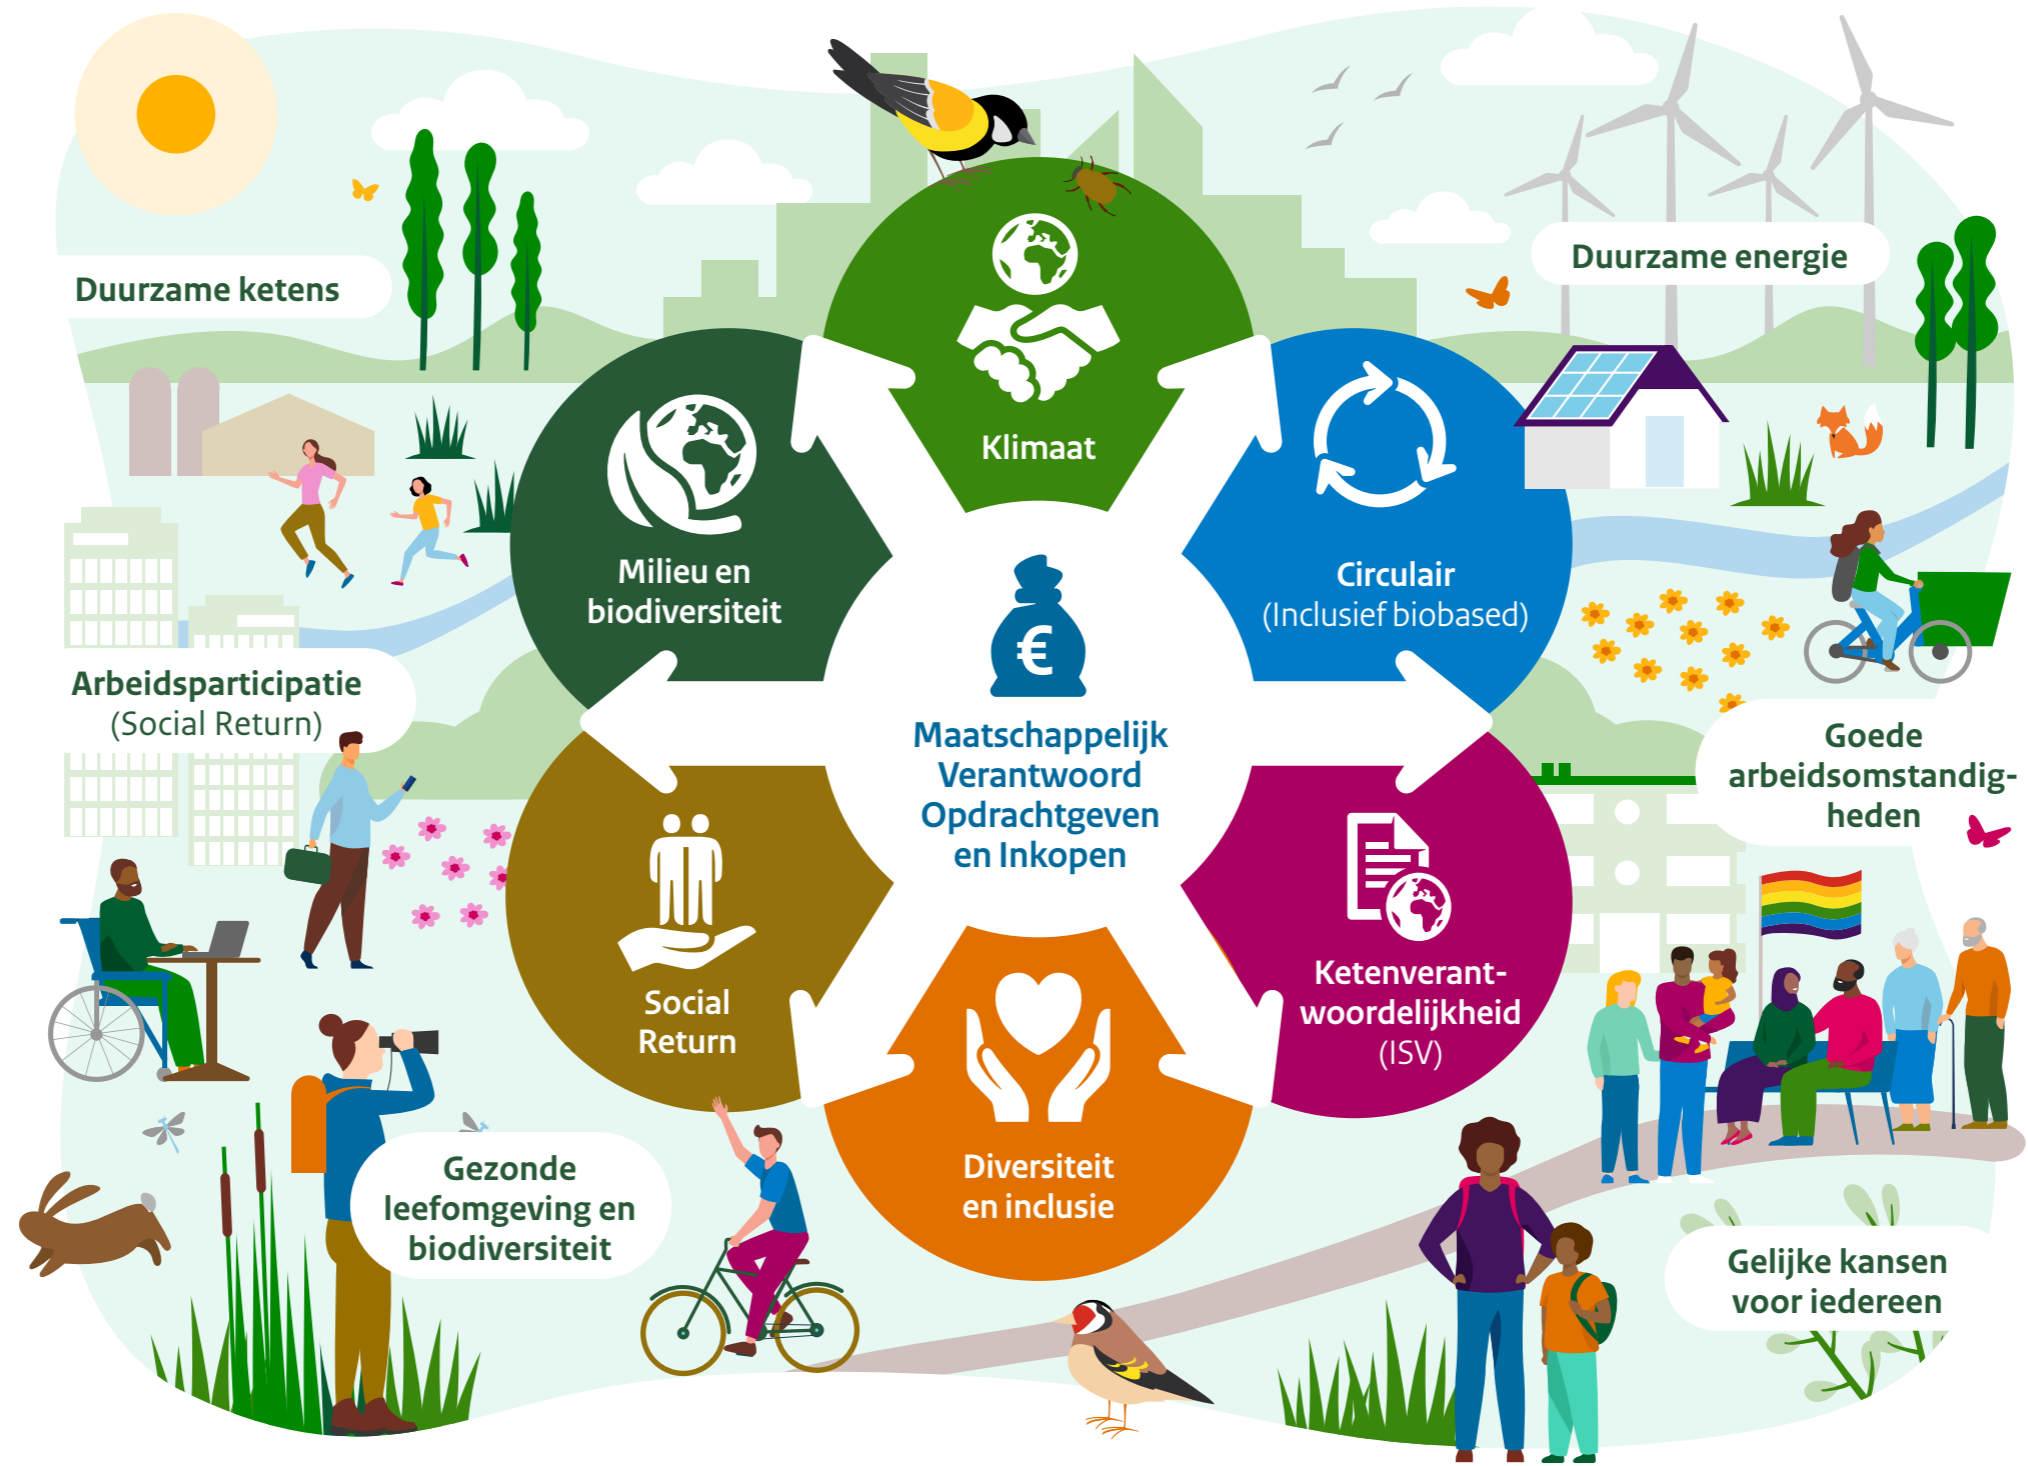 Duurzame ketens
Duurzame energie
Klimaat
Milieu en
biodiversiteit
Circulair
(Inclusief biobased)
€
Maatschappelijk
Verantwoord
Opdrachtgeven
en Inkopen
Arbeidsparticipatie
(Social Return)
Goede
arbeidsomstandig-
heden
Social
Return
Ketenverant-
woordelijkheid
(ISV)
Diversiteit
en inclusie
Gezonde
leefomgeving en
biodiversiteit
Gelijke kansen
voor iedereen